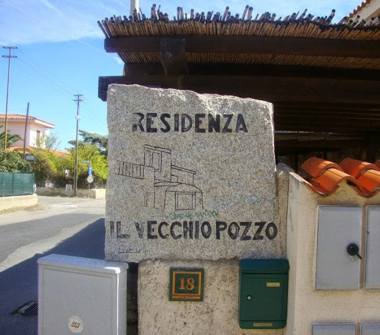 RESIDENZA
IL VECCHIO POZZO
18